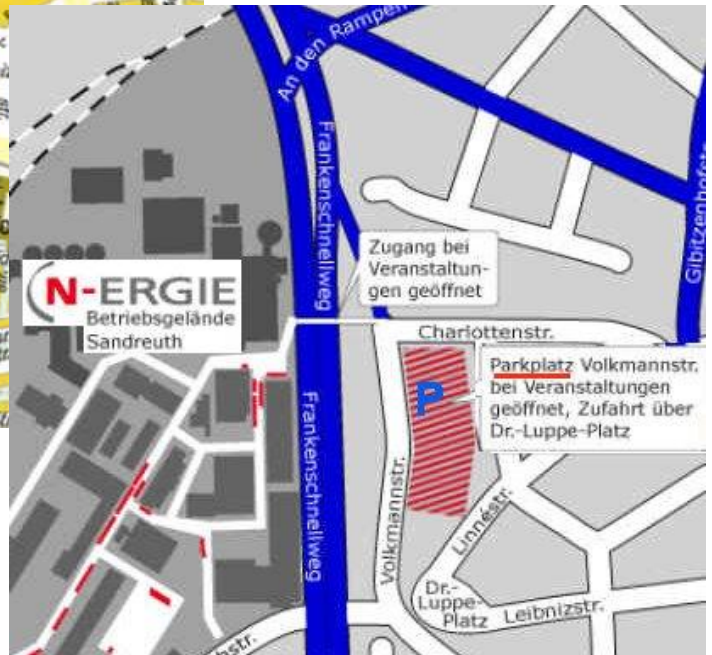 An den Rampen
Frankenschnellweg
Gibitzenhofstr.
Zugang bei
Veranstaltun-
gen geöffnet
N-ERGIE
Betriebsgelände
Sandreuth
Charlottenstr.
Parkplatz Volkmannstr.
bei Veranstaltungen
geöffnet, Zufahrt über
Dr.-Luppe-Platz
P
Frankenschnellweg
Volkmannstr.
Linnéstr.
Dr.-
Luppe-
Platz
Leibnizstr.